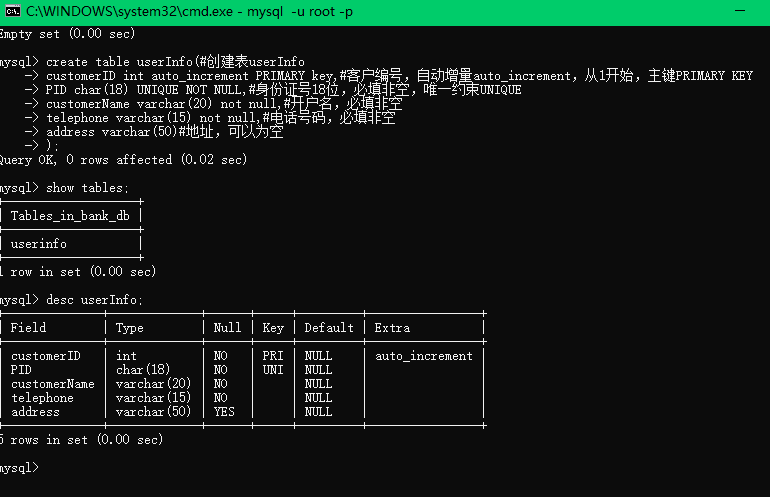 C:\WINDOWS\system32\cmd.exe - mysql  -u root -p
Empty set (0.00 sec)
mysql> create table userInfo(#创建表userInfo
    -> customerID int auto_increment PRIMARY key,#客户编号，自动增量auto_increment，从1开始，主键PRIMARY KEY
    -> PID char(18) UNIQUE NOT NULL,#身份证号18位，必填非空，唯一约束UNIQUE
    -> customerName varchar(20) not null,#开户名，必填非空
    -> telephone varchar(15) not null,#电话号码，必填非空
    -> address varchar(50)#地址，可以为空
    -> );
Query OK, 0 rows affected (0.02 sec)
mysql> show tables;
| Tables_in_bank_db |
| userinfo          |
1 row in set (0.00 sec)
mysql> desc userInfo;
| Field        | Type        | Null | Key | Default | Extra          |
| customerID   | int         | NO   | PRI | NULL    | auto_increment |
| PID          | char(18)    | NO   | UNI | NULL    |                |
| customerName | varchar(20) | NO   |     | NULL    |                |
| telephone    | varchar(15) | NO   |     | NULL    |                |
| address      | varchar(50) | YES  |     | NULL    |                |
5 rows in set (0.00 sec)
mysql>